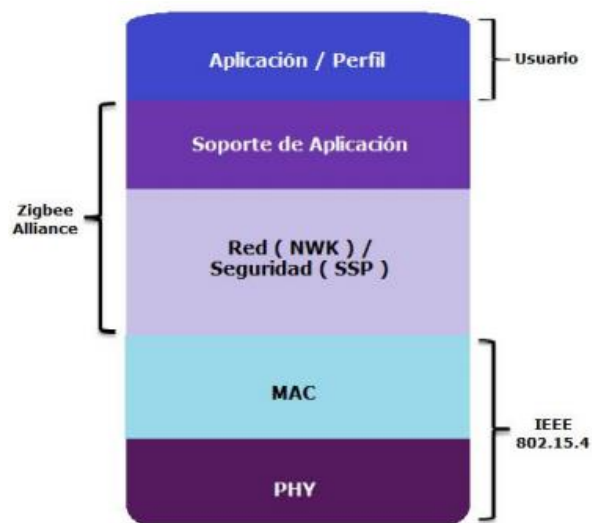 Aplicación / Perfil
Usuario
Soporte de Aplicación
Zigbee
Alliance
Red ( NWK ) /
Seguridad ( SSP )
MAC
IEEE
802.15.4
PHY